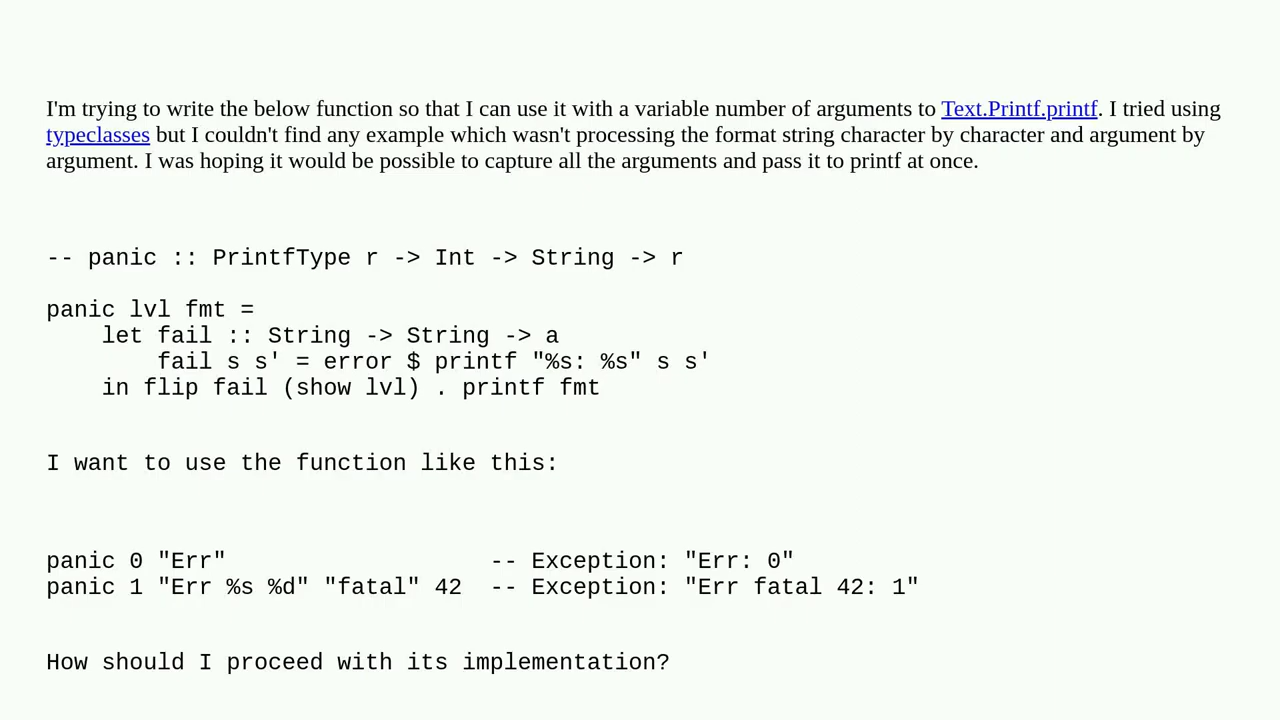 I'm trying to write the below function so that I can use it with a variable number of arguments to Text.Printf.printf. I tried using
typeclasses but I couldn't find any example which wasn't processing the format string character by character and argument by
argument. I was hoping it would be possible to capture all the arguments and pass it to printf at once.
-- panic :: PrintfType r -> Int -> String -> r
panic lvl fmt =
    let fail :: String -> String -> a
        fail s s' = error $ printf "%s: %s" s s'
    in flip fail (show lvl) . printf fmt
I want to use the function like this:
panic 0 "Err"                   -- Exception: "Err: 0"
panic 1 "Err %s %d" "fatal" 42  -- Exception: "Err fatal 42: 1"
How should I proceed with its implementation?